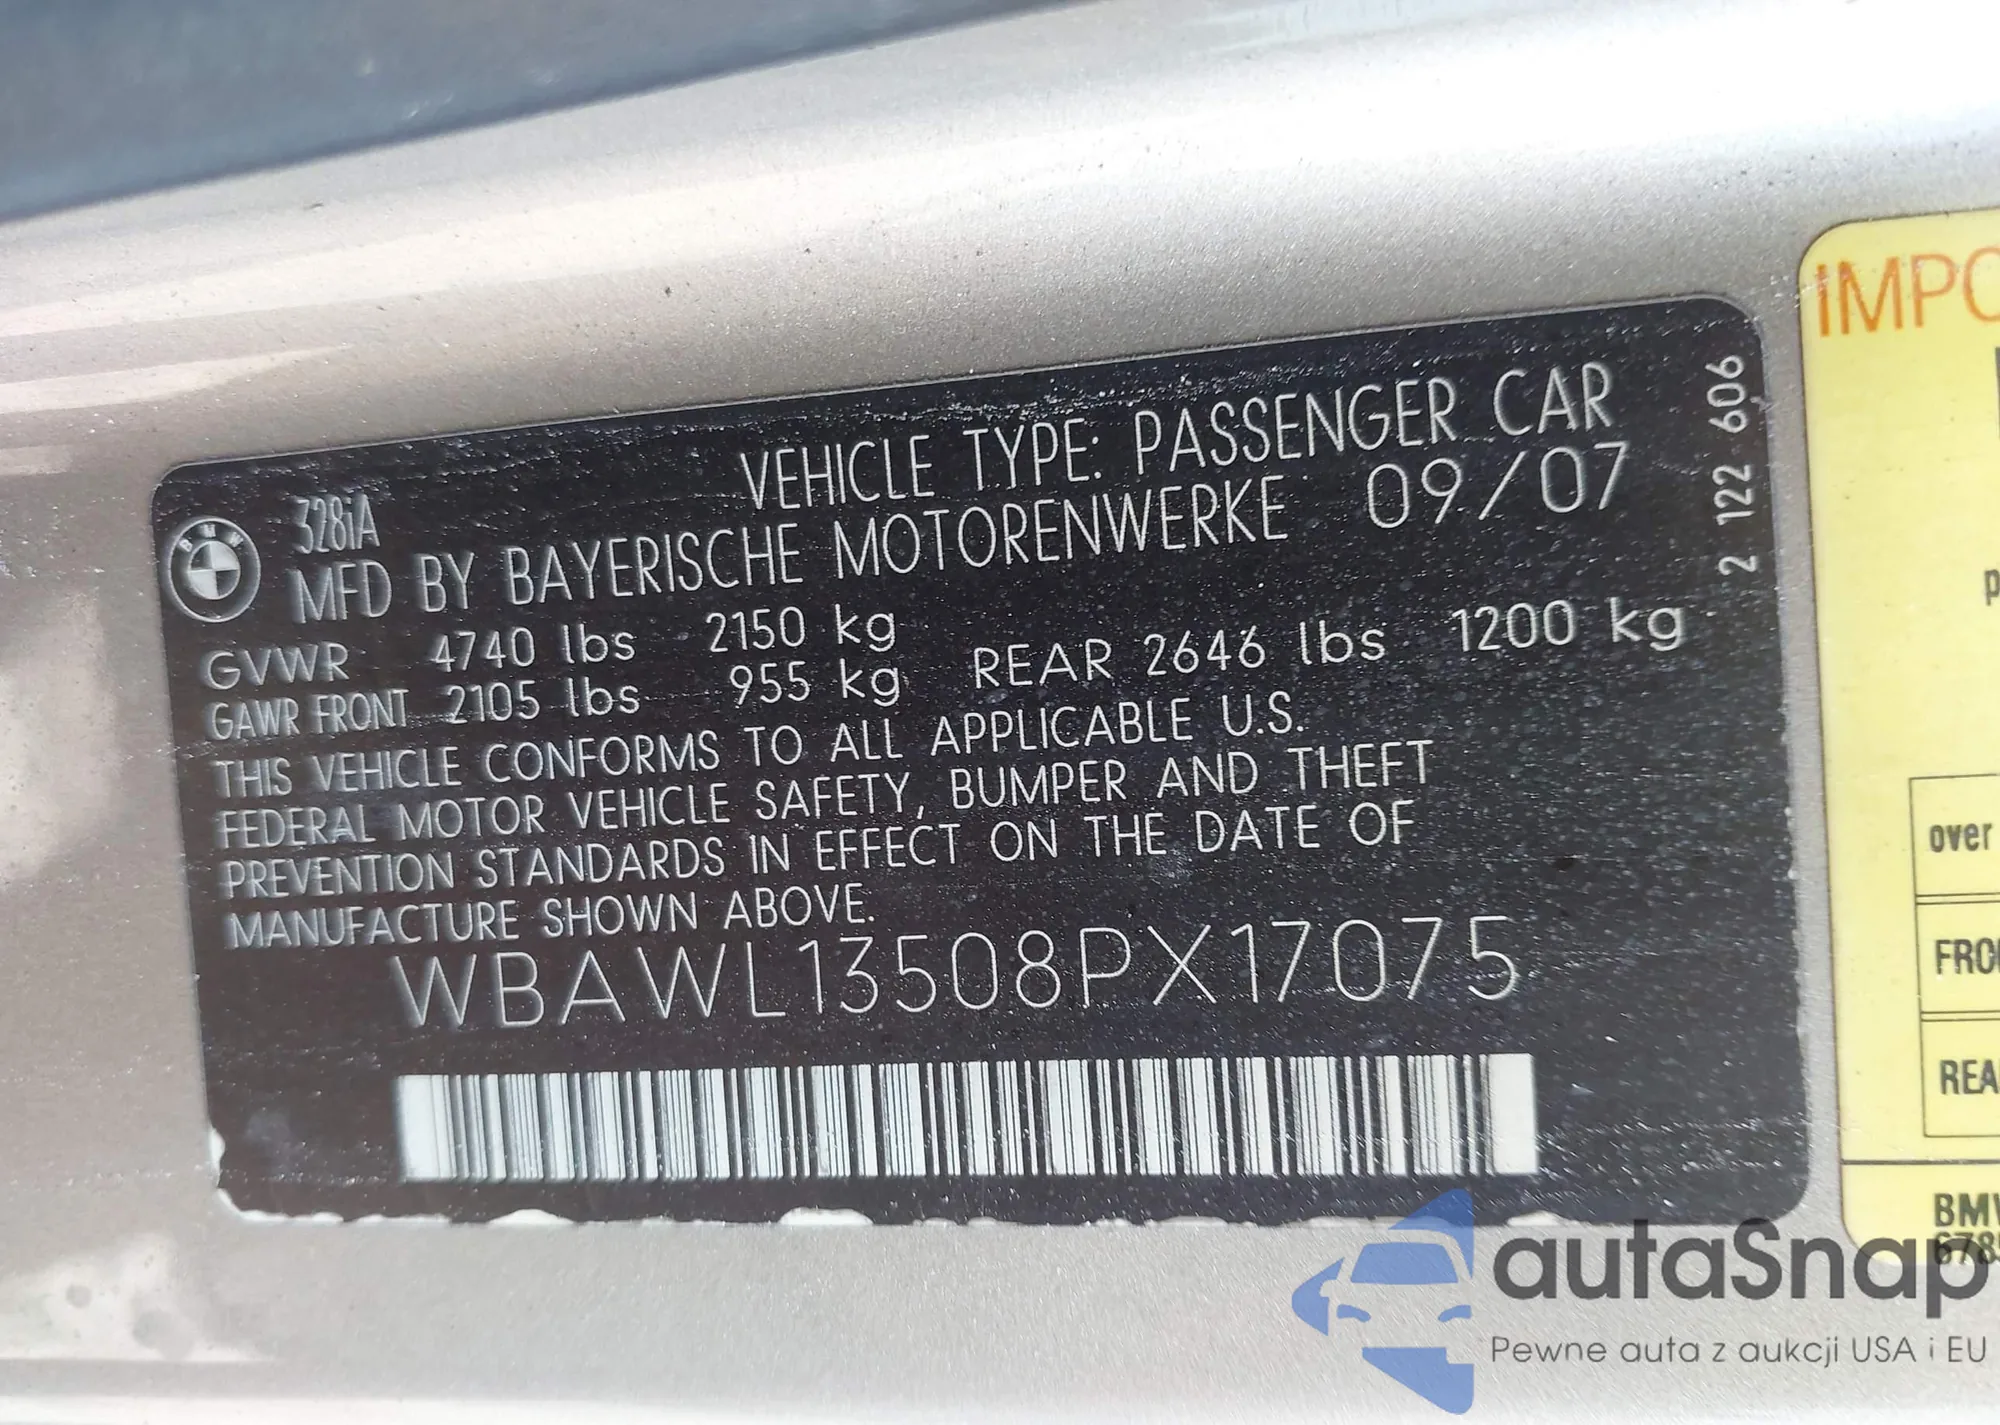 VEHICLE TYPE: PASSENGER CAR
328iA
MFD BY BAYERISCHE MOTORENWERKE 09/07
GVWR 4740 lbs 2150 kg
GAWR FRONT 2105 lbs 955 kg REAR 2646 lbs 1200 kg
THIS VEHICLE CONFORMS TO ALL APPLICABLE U.S.
FEDERAL MOTOR VEHICLE SAFETY, BUMPER AND THEFT
PREVENTION STANDARDS IN EFFECT ON THE DATE OF
MANUFACTURE SHOWN ABOVE.
WBAWL13508PX17075
2 122 606
BMW
IMPO
p
over
FRO
REA
BMW
678
autaSnap
Pewne auta z aukcji USA i EU